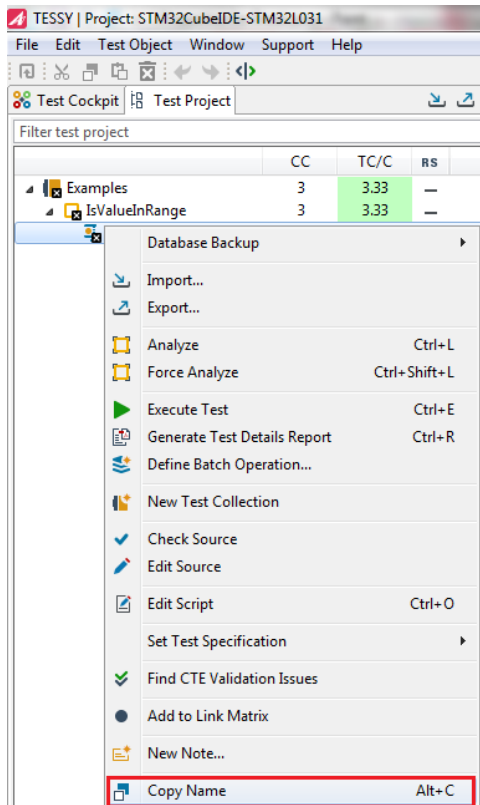 TESSY | Project: STM32CubeIDE-STM32L031
File Edit Test Object Window Support Help
Test Cockpit Test Project
Filter test project
CC TC/C RS
Examples 3 3.33 —
IsValueInRange 3 3.33 —
Database Backup
Import...
Export...
Analyze Ctrl+L
Force Analyze Ctrl+Shift+L
Execute Test Ctrl+E
Generate Test Details Report Ctrl+R
Define Batch Operation...
New Test Collection
Check Source
Edit Source
Edit Script Ctrl+O
Set Test Specification
Find CTE Validation Issues
Add to Link Matrix
New Note...
Copy Name Alt+C